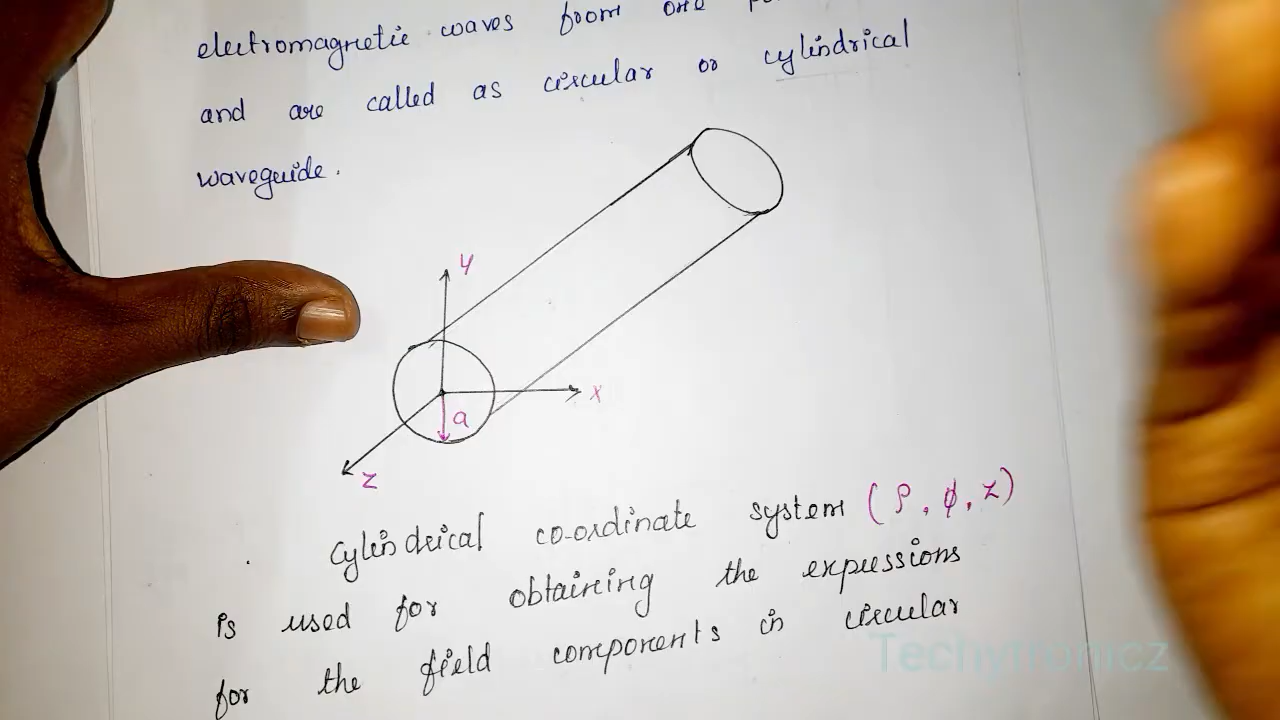 electromagnetic waves from one
and are called as circular or cylindrical
waveguide.
y
x
a
z
Cylindrical co-ordinate system (ρ, φ, z)
is used for obtaining the expressions
for the field components in circular
Techytronicz